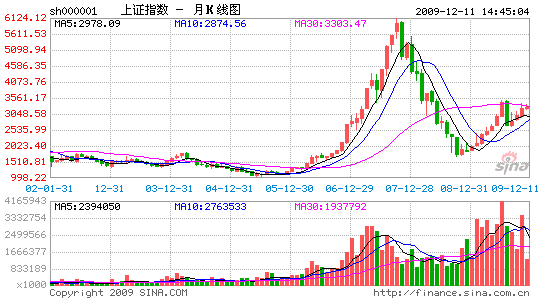 sh000001 上证指数 - 月K线图 2009-12-11 14:45:04
6124.12 MA5:2978.09 MA10:2874.56 MA30:3303.47
5611.53
5098.94
4586.35
4073.76
3561.17
3048.58
2535.99
2023.40
1510.81
998.22
sina
02-01-31 12-31 03-12-31 04-12-31 05-12-30 06-12-29 07-12-28 08-12-31 09-12-11
4165943 MA5:2394050 MA10:2763533 MA30:1937792
3332754
2499566
1666377
833189
x1000
Copyright 2009 SINA.COM http://finance.sina.com.cn